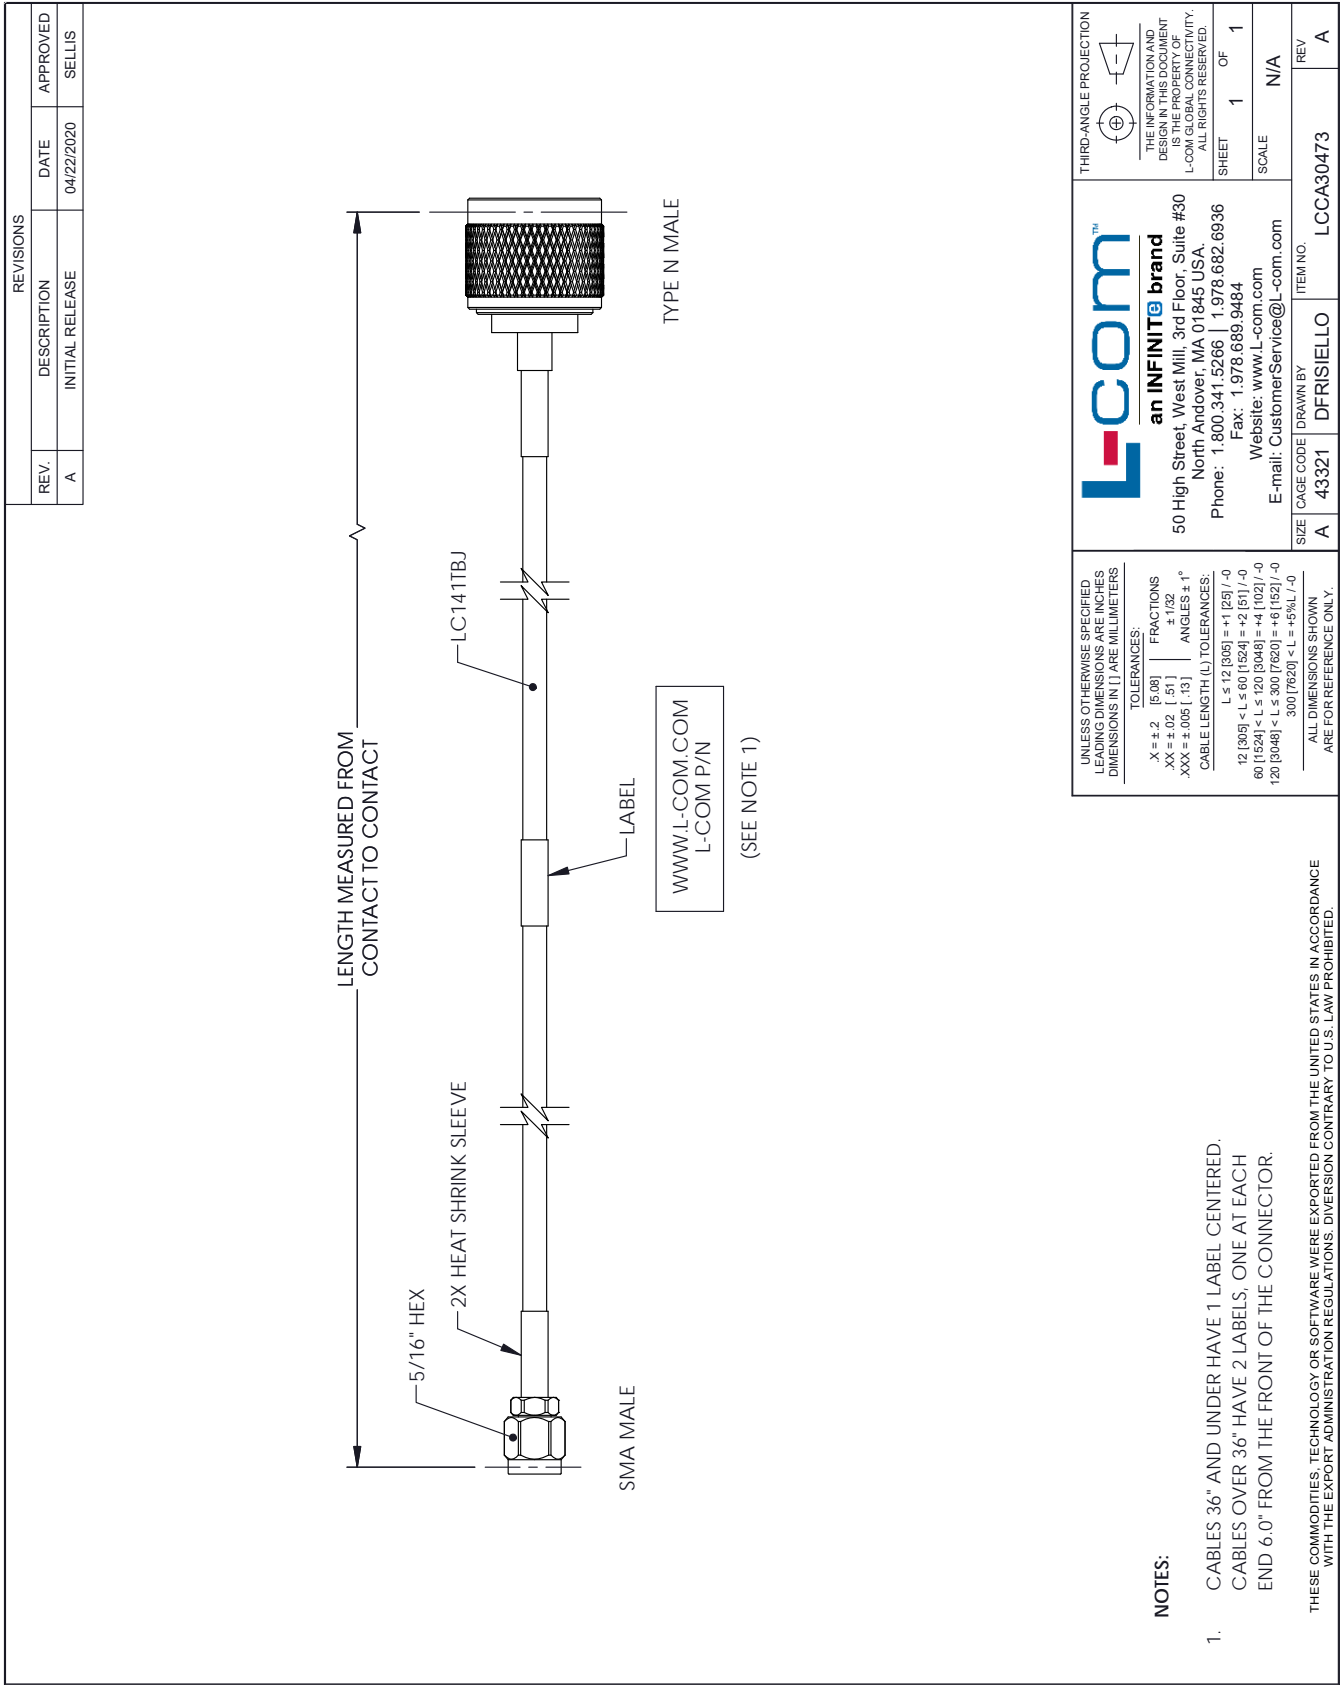 REVISIONS
REV. DESCRIPTION DATE APPROVED
A INITIAL RELEASE 04/22/2020 SELLIS
LENGTH MEASURED FROM
CONTACT TO CONTACT
5/16" HEX
2X HEAT SHRINK SLEEVE
LC141TBJ
SMA MALE
LABEL
TYPE N MALE
WWW.L-COM.COM
L-COM P/N
(SEE NOTE 1)
NOTES:
1. CABLES 36" AND UNDER HAVE 1 LABEL CENTERED.
CABLES OVER 36" HAVE 2 LABELS, ONE AT EACH
END 6.0" FROM THE FRONT OF THE CONNECTOR.
THESE COMMODITIES, TECHNOLOGY OR SOFTWARE WERE EXPORTED FROM THE UNITED STATES IN ACCORDANCE
WITH THE EXPORT ADMINISTRATION REGULATIONS. DIVERSION CONTRARY TO U.S. LAW PROHIBITED.
UNLESS OTHERWISE SPECIFIED
LEADING DIMENSIONS ARE INCHES
DIMENSIONS IN [ ] ARE MILLIMETERS
TOLERANCES:
.X = ±.2 [5.08] FRACTIONS
.XX = ±.02 [ .51 ] ± 1/32
.XXX = ±.005 [ .13 ] ANGLES ± 1°
CABLE LENGTH (L) TOLERANCES:
L ≤ 12 [305] = +1 [25] / -0
12 [305] < L ≤ 60 [1524] = +2 [51] / -0
60 [1524] < L ≤ 120 [3048] = +4 [102] / -0
120 [3048] < L ≤ 300 [7620] = +6 [152] / -0
300 [7620] < L = +5%L / -0
ALL DIMENSIONS SHOWN
ARE FOR REFERENCE ONLY.
L-com™
an INFINITe brand
50 High Street, West Mill, 3rd Floor, Suite #30
North Andover, MA 01845 USA.
Phone: 1.800.341.5266 | 1.978.682.6936
Fax: 1.978.689.9484
Website: www.L-com.com
E-mail: CustomerService@L-com.com
THIRD-ANGLE PROJECTION
THE INFORMATION AND
DESIGN IN THIS DOCUMENT
IS THE PROPERTY OF
L-COM GLOBAL CONNECTIVITY.
ALL RIGHTS RESERVED.
SHEET 1 OF 1
SCALE N/A
SIZE CAGE CODE DRAWN BY ITEM NO. REV
A 43321 DFRISIELLO LCCA30473 A